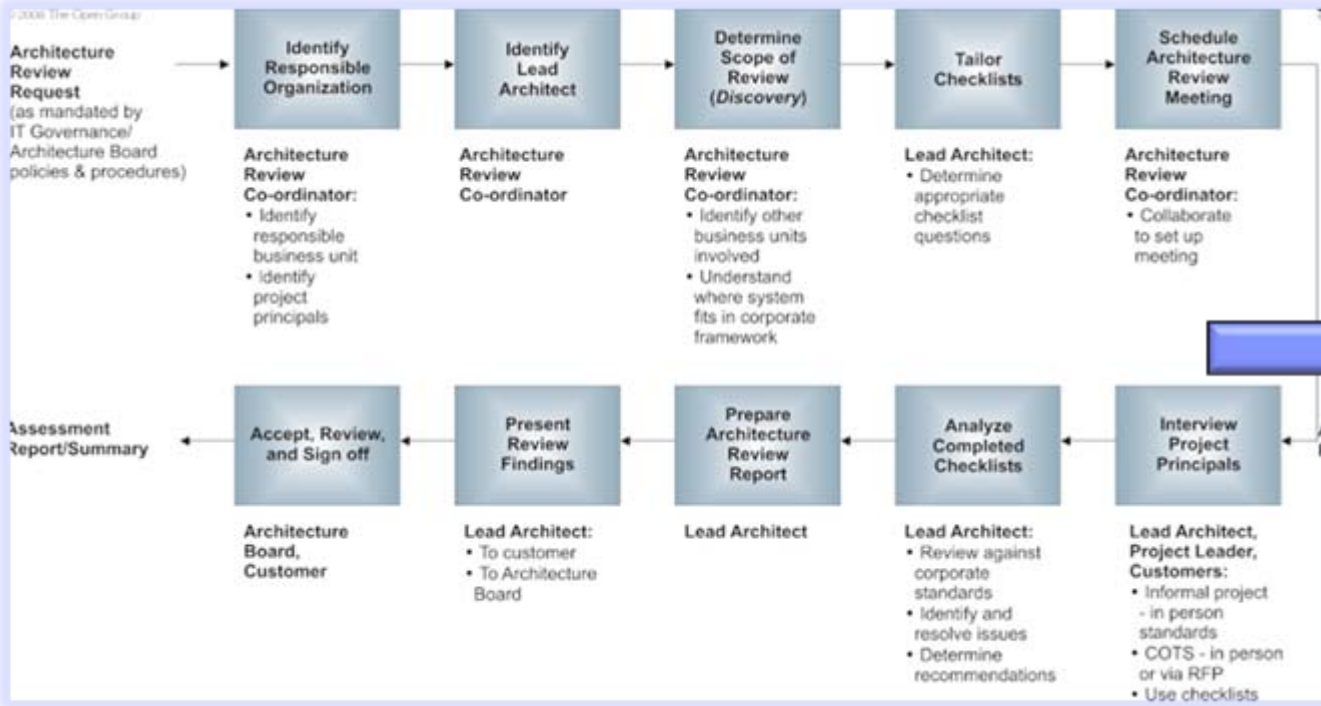 2008 The Open Group
Architecture
Review
Request
(as mandated by
IT Governance/
Architecture Board
policies & procedures)
Identify
Responsible
Organization
Identify
Lead
Architect
Determine
Scope of
Review
(Discovery)
Tailor
Checklists
Schedule
Architecture
Review
Meeting
Architecture
Review
Co-ordinator:
• Identify
responsible
business unit
• Identify
project
principals
Architecture
Review
Co-ordinator
Architecture
Review
Co-ordinator:
• Identify other
business units
involved
• Understand
where system
fits in corporate
framework
Lead Architect:
• Determine
appropriate
checklist
questions
Architecture
Review
Co-ordinator:
• Collaborate
to set up
meeting
Assessment
Report/Summary
Accept, Review,
and Sign off
Present
Review
Findings
Prepare
Architecture
Review
Report
Analyze
Completed
Checklists
Interview
Project
Principals
Architecture
Board,
Customer
Lead Architect:
• To customer
• To Architecture
Board
Lead Architect
Lead Architect:
• Review against
corporate
standards
• Identify and
resolve issues
• Determine
recommendations
Lead Architect,
Project Leader,
Customers:
• Informal project
- in person
standards
• COTS - in person
or via RFP
• Use checklists